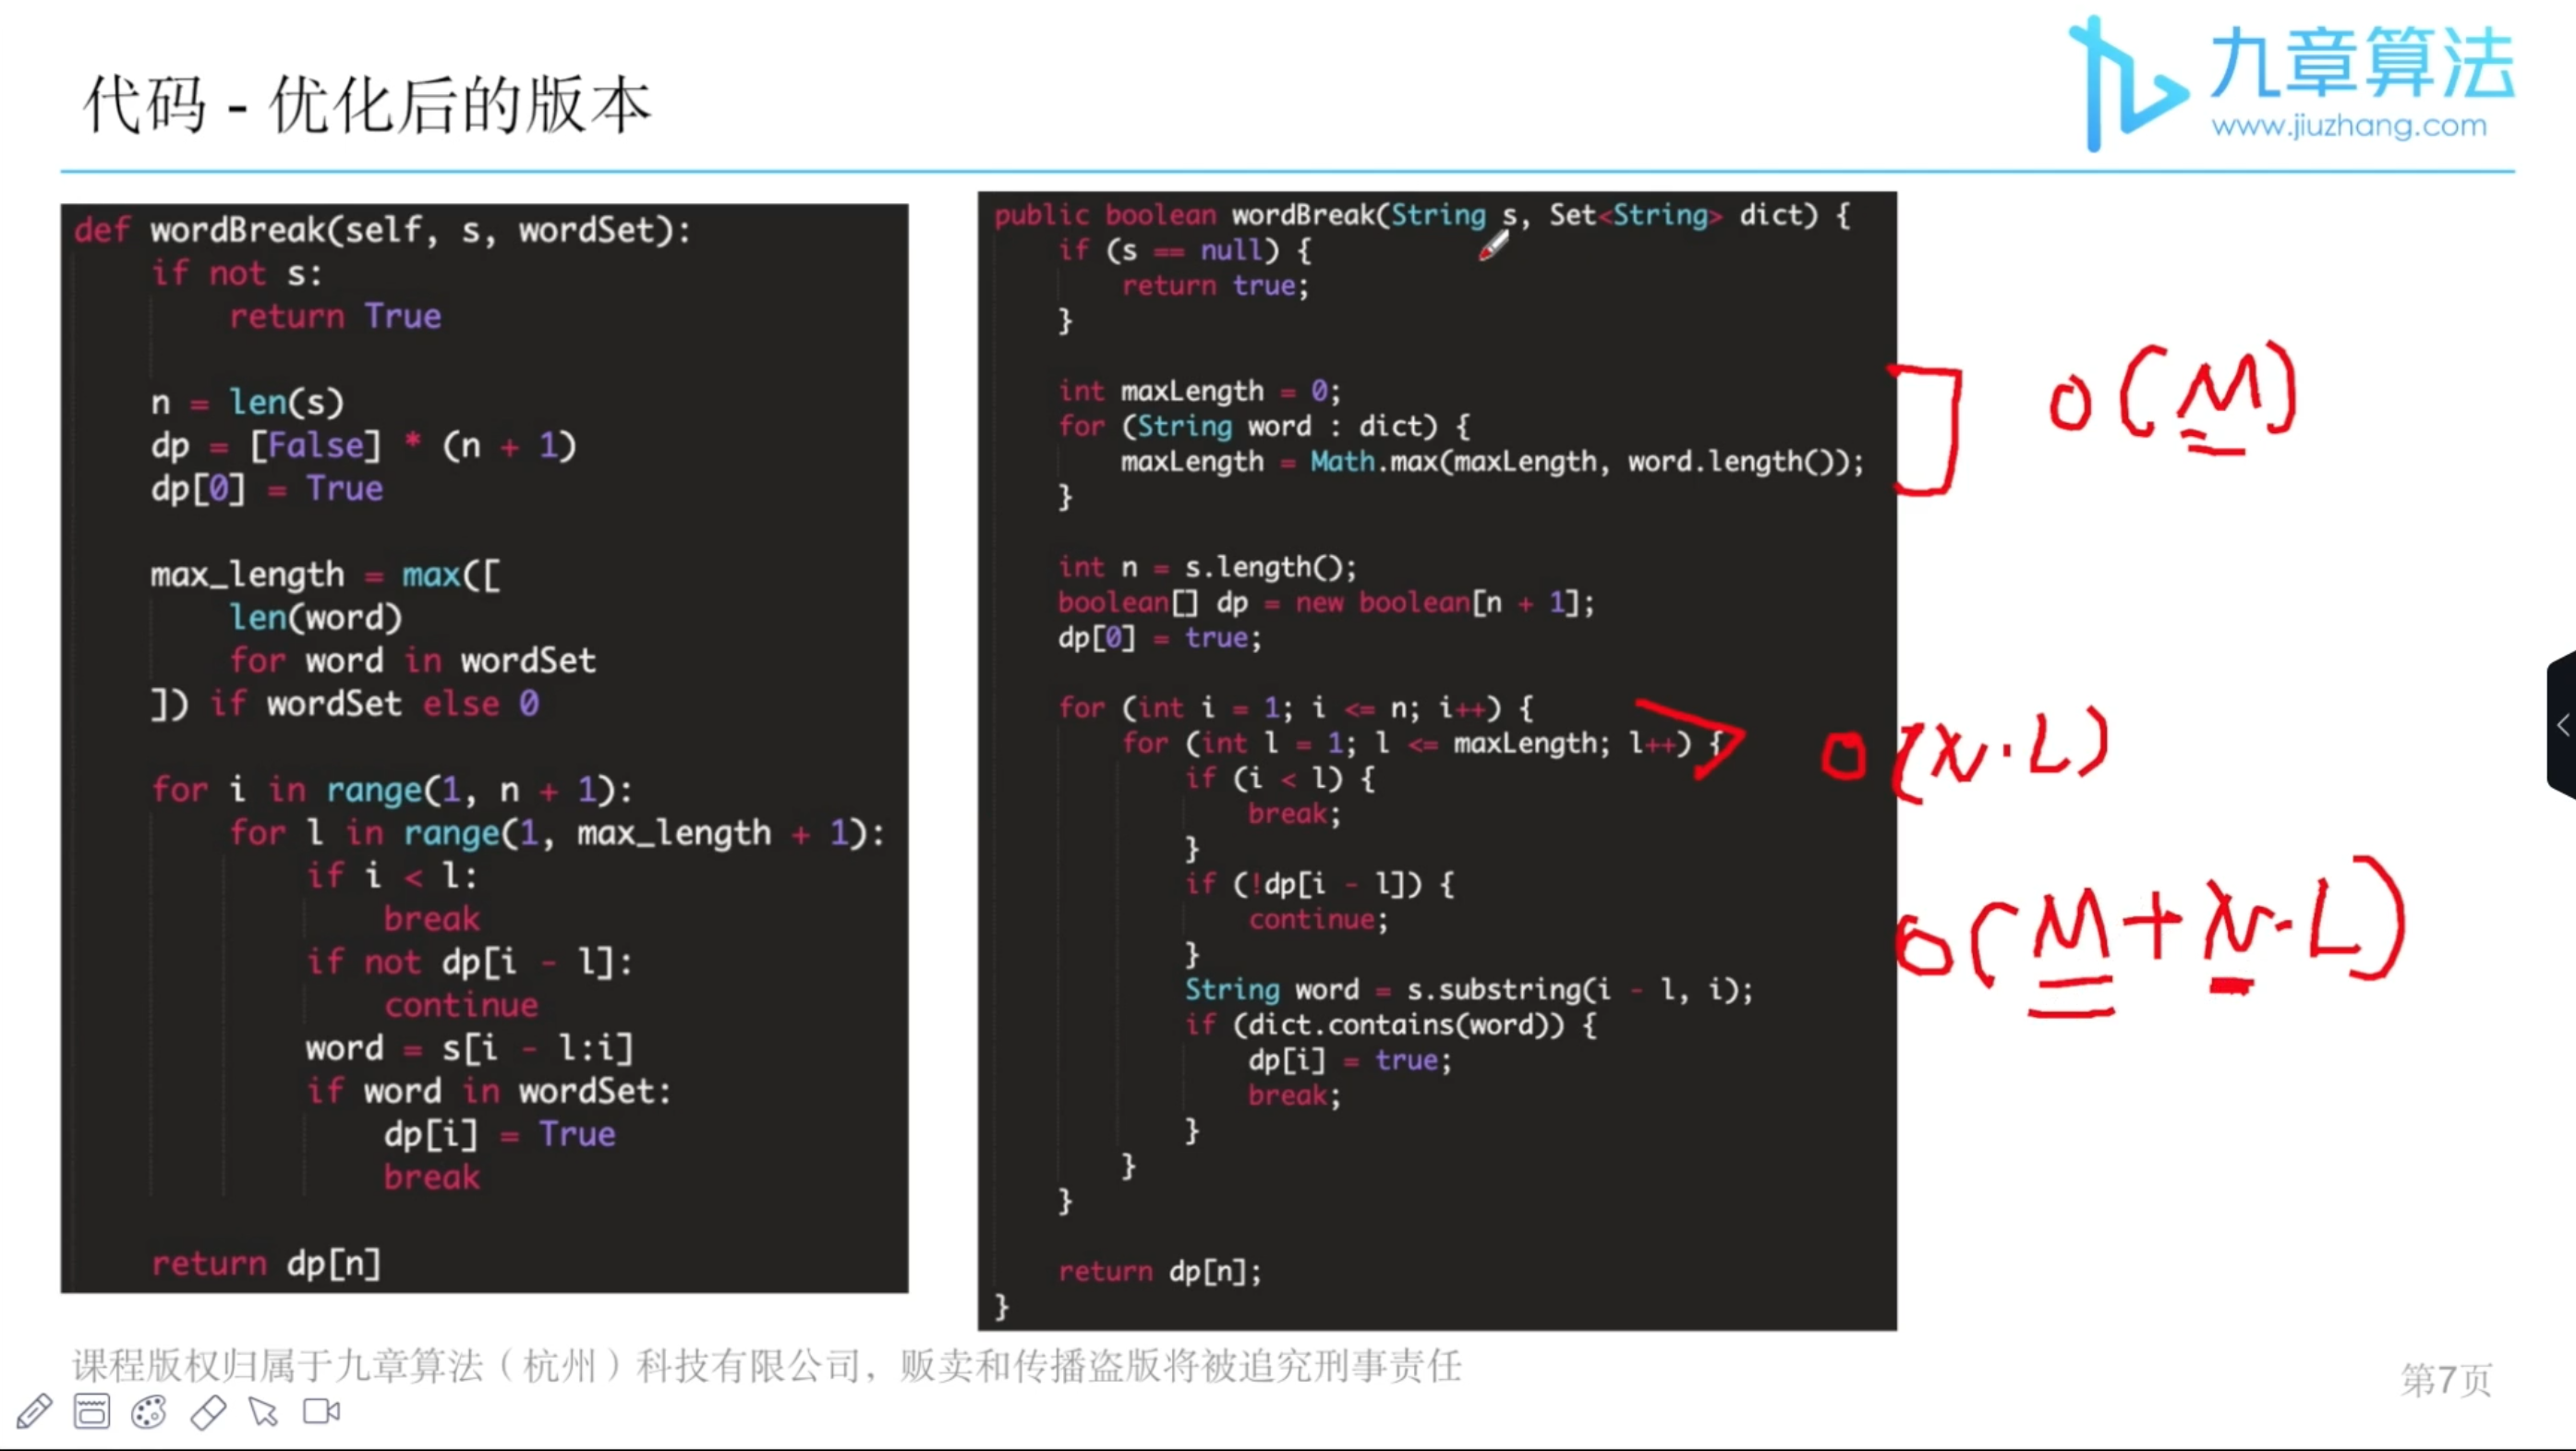 代码 - 优化后的版本
九章算法
www.jiuzhang.com
def wordBreak(self, s, wordSet):
    if not s:
        return True

    n = len(s)
    dp = [False] * (n + 1)
    dp[0] = True

    max_length = max([
        len(word)
        for word in wordSet
    ]) if wordSet else 0

    for i in range(1, n + 1):
        for l in range(1, max_length + 1):
            if i < l:
                break
            if not dp[i - l]:
                continue
            word = s[i - l:i]
            if word in wordSet:
                dp[i] = True
                break

    return dp[n]
public boolean wordBreak(String s, Set<String> dict) {
    if (s == null) {
        return true;
    }

    int maxLength = 0;
    for (String word : dict) {
        maxLength = Math.max(maxLength, word.length());
    }

    int n = s.length();
    boolean[] dp = new boolean[n + 1];
    dp[0] = true;

    for (int i = 1; i <= n; i++) {
        for (int l = 1; l <= maxLength; l++) {
            if (i < l) {
                break;
            }
            if (!dp[i - l]) {
                continue;
            }
            String word = s.substring(i - l, i);
            if (dict.contains(word)) {
                dp[i] = true;
                break;
            }
        }
    }

    return dp[n];
}
O(M)
O(N·L)
O(M+N·L)
课程版权归属于九章算法（杭州）科技有限公司，贩卖和传播盗版将被追究刑事责任
第7页